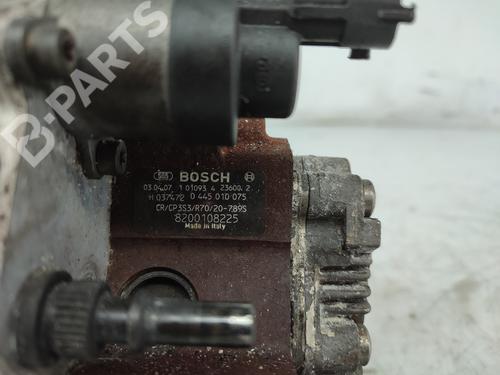 B-PARTS
BOSCH
03.04.07 1 01093 4 23600.2
H 037472 0 445 010 075
CR/CP3S3/R70/20-789S
8200108225
Made in Italy